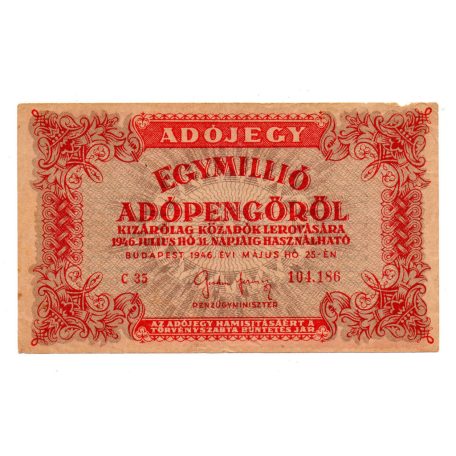 ADÓJEGY
EGYMILLIÓ
ADÓPENGŐRŐL
KIZÁRÓLAG KÖZADÓK LEROVÁSÁRA
1946. JULIUS HÓ 31. NAPJÁIG HASZNÁLHATÓ
BUDAPEST 1946. ÉVI MÁJUS HÓ 25-ÉN
C 35 104.186
PÉNZÜGYMINISZTER
AZ ADÓJEGY HAMISITÁSÁÉRT A
TÖRVÉNYSZABTA BÜNTETÉS JÁR.